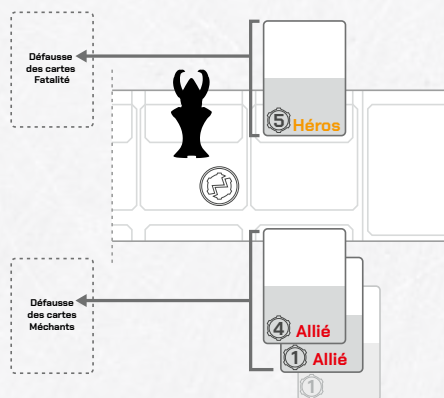 Défausse
des cartes
Fatalité
5 Héros
Défausse
des cartes
Méchants
4 Allié
1 Allié
1